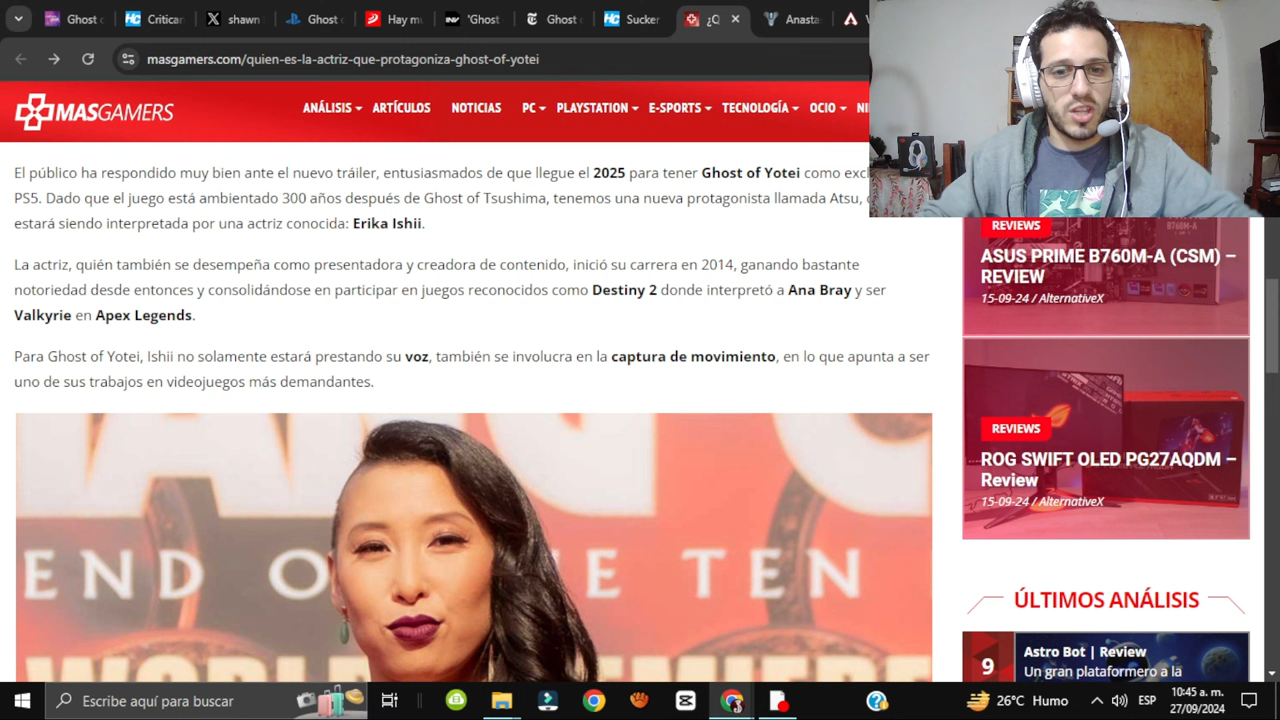 Ghost
Critican
shawn
Ghost
Hay mu
'Ghost
Ghost
Sucker
¿Q
Anasta
masgamers.com/quien-es-la-actriz-que-protagoniza-ghost-of-yotei
MASGAMERS
ANÁLISIS ARTÍCULOS NOTICIAS PC PLAYSTATION E-SPORTS TECNOLOGÍA OCIO
El público ha respondido muy bien ante el nuevo tráiler, entusiasmados de que llegue el 2025 para tener Ghost of Yotei como
PS5. Dado que el juego está ambientado 300 años después de Ghost of Tsushima, tenemos una nueva protagonista llamada Atsu,
estará siendo interpretada por una actriz conocida: Erika Ishii.
La actriz, quién también se desempeña como presentadora y creadora de contenido, inició su carrera en 2014, ganando bastante
notoriedad desde entonces y consolidándose en participar en juegos reconocidos como Destiny 2 donde interpretó a Ana Bray y ser
Valkyrie en Apex Legends.
Para Ghost of Yotei, Ishii no solamente estará prestando su voz, también se involucra en la captura de movimiento, en lo que apunta a ser
uno de sus trabajos en videojuegos más demandantes.
END O E TEN
WORLD PREMIERE
REVIEWS
ASUS PRIME B760M-A (CSM) –
REVIEW
15-09-24 / AlternativeX
REVIEWS
ROG SWIFT OLED PG27AQDM –
Review
15-09-24 / AlternativeX
ÚLTIMOS ANÁLISIS
9
Astro Bot | Review
Un gran plataformero a la
Escribe aquí para buscar
26°C Humo
ESP
10:45 a. m.
27/09/2024